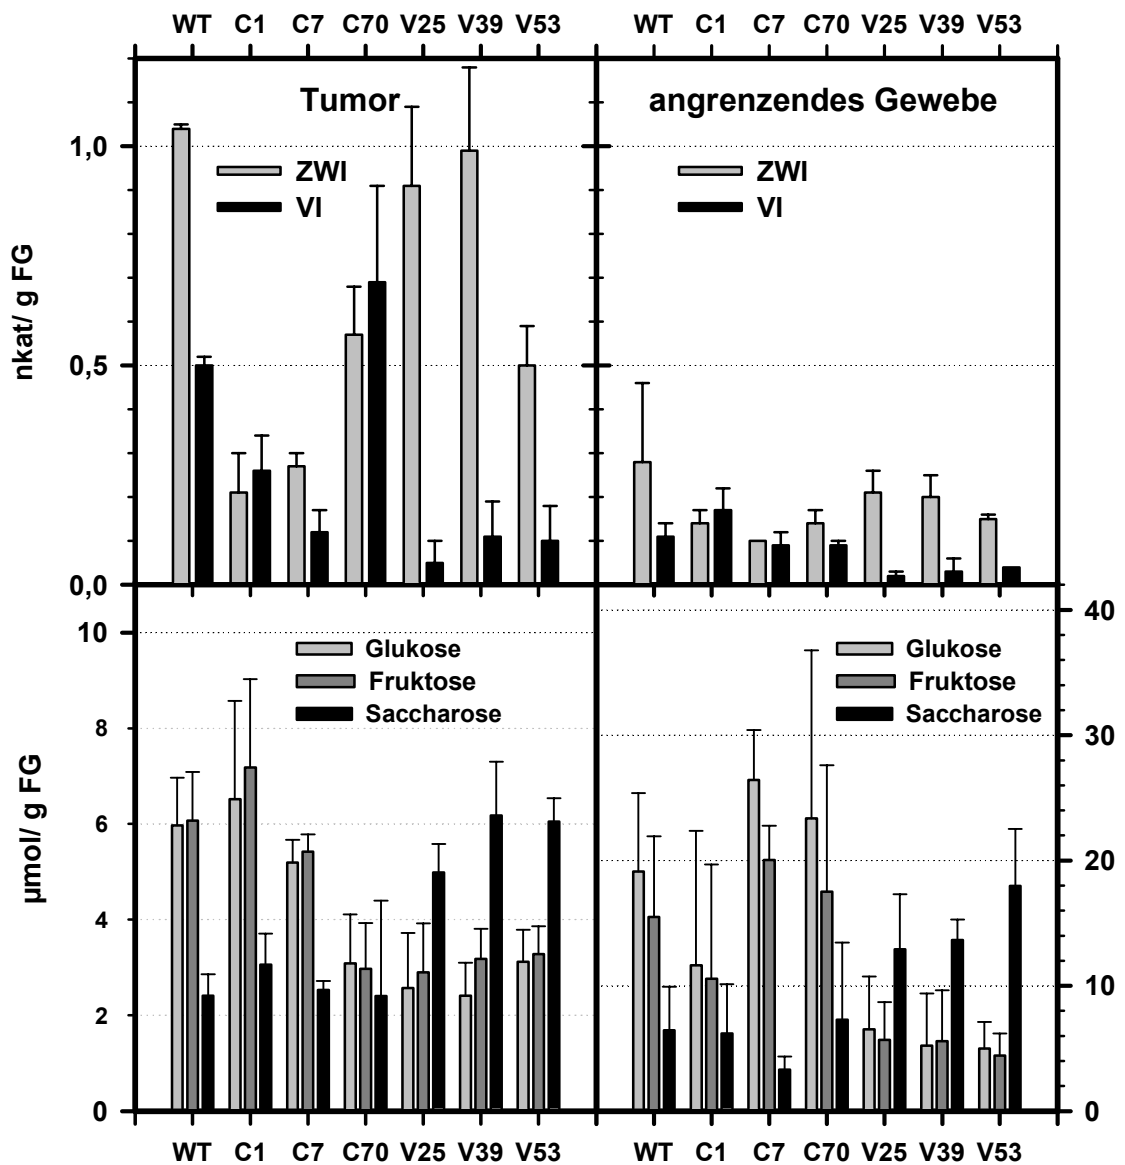 WT C1 C7 C70 V25 V39 V53 WT C1 C7 C70 V25 V39 V53
Tumor
angrenzendes Gewebe
nkat/ g FG
1,0
0,5
0,0
ZWI
VI
ZWI
VI
µmol/ g FG
10
8
6
4
2
0
Glukose
Fruktose
Saccharose
Glukose
Fruktose
Saccharose
40
30
20
10
0
WT C1 C7 C70 V25 V39 V53 WT C1 C7 C70 V25 V39 V53